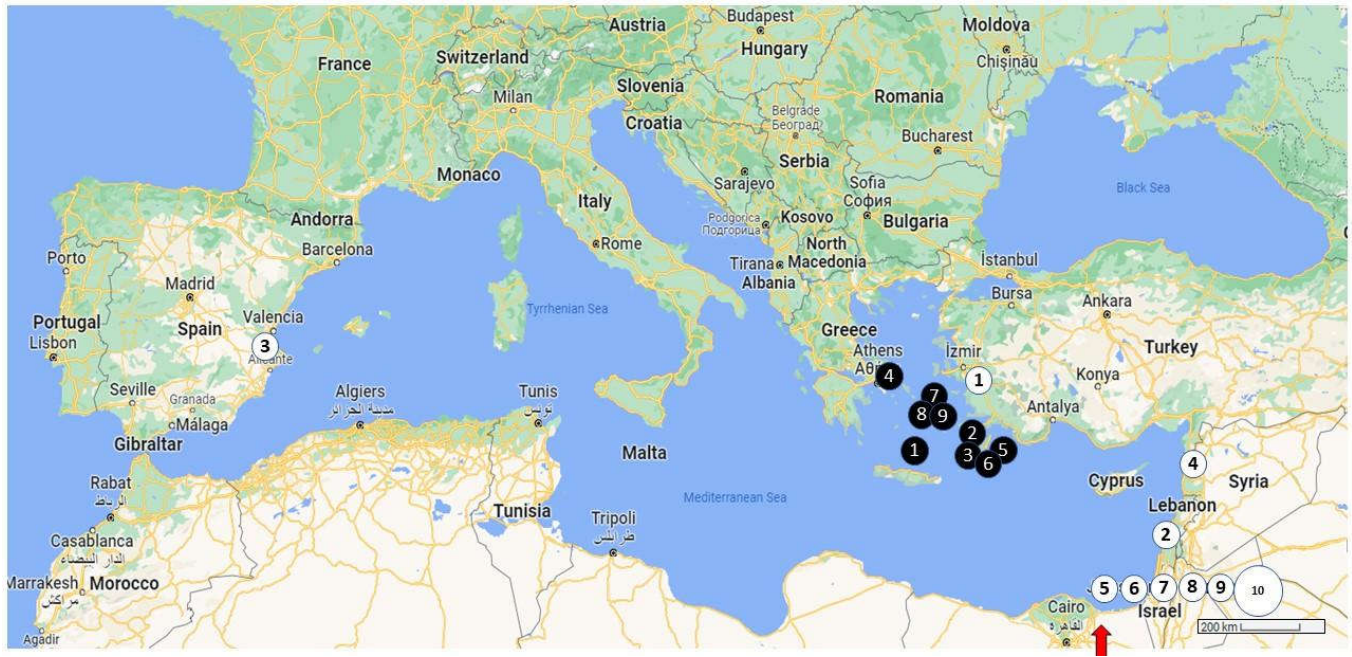 Austria
Budapest
Moldova
Switzerland
Hungary
Chișinău
France
Slovenia
Milan
Romania
Croatia
Belgrade
Београд
Bucharest
Serbia
Monaco
Sarajevo
Sofia
София
Black Sea
Italy
Andorra
Podgorica
Подгорица
Kosovo
Bulgaria
Porto
Barcelona
Rome
North
Macedonia
İstanbul
Tirana
Albania
Bursa
Madrid
Ankara
Portugal
Spain
Valencia
Tyrrhenian Sea
Greece
Lisbon
3
Alicante
Athens
İzmir
Turkey
4
1
Konya
Seville
Granada
Algiers
مدينة الجزائر
Tunis
تونس
7
Antalya
Málaga
8
9
Gibraltar
2
Malta
1
3
5
6
4
Rabat
الرباط
Cyprus
Syria
Mediterranean Sea
Lebanon
Casablanca
الدار البيضاء
Tunisia
Tripoli
طرابلس
2
Marrakesh
مراكش
Morocco
5
6
7
8
9
10
Cairo
القاهرة
Israel
Agadir
200 km